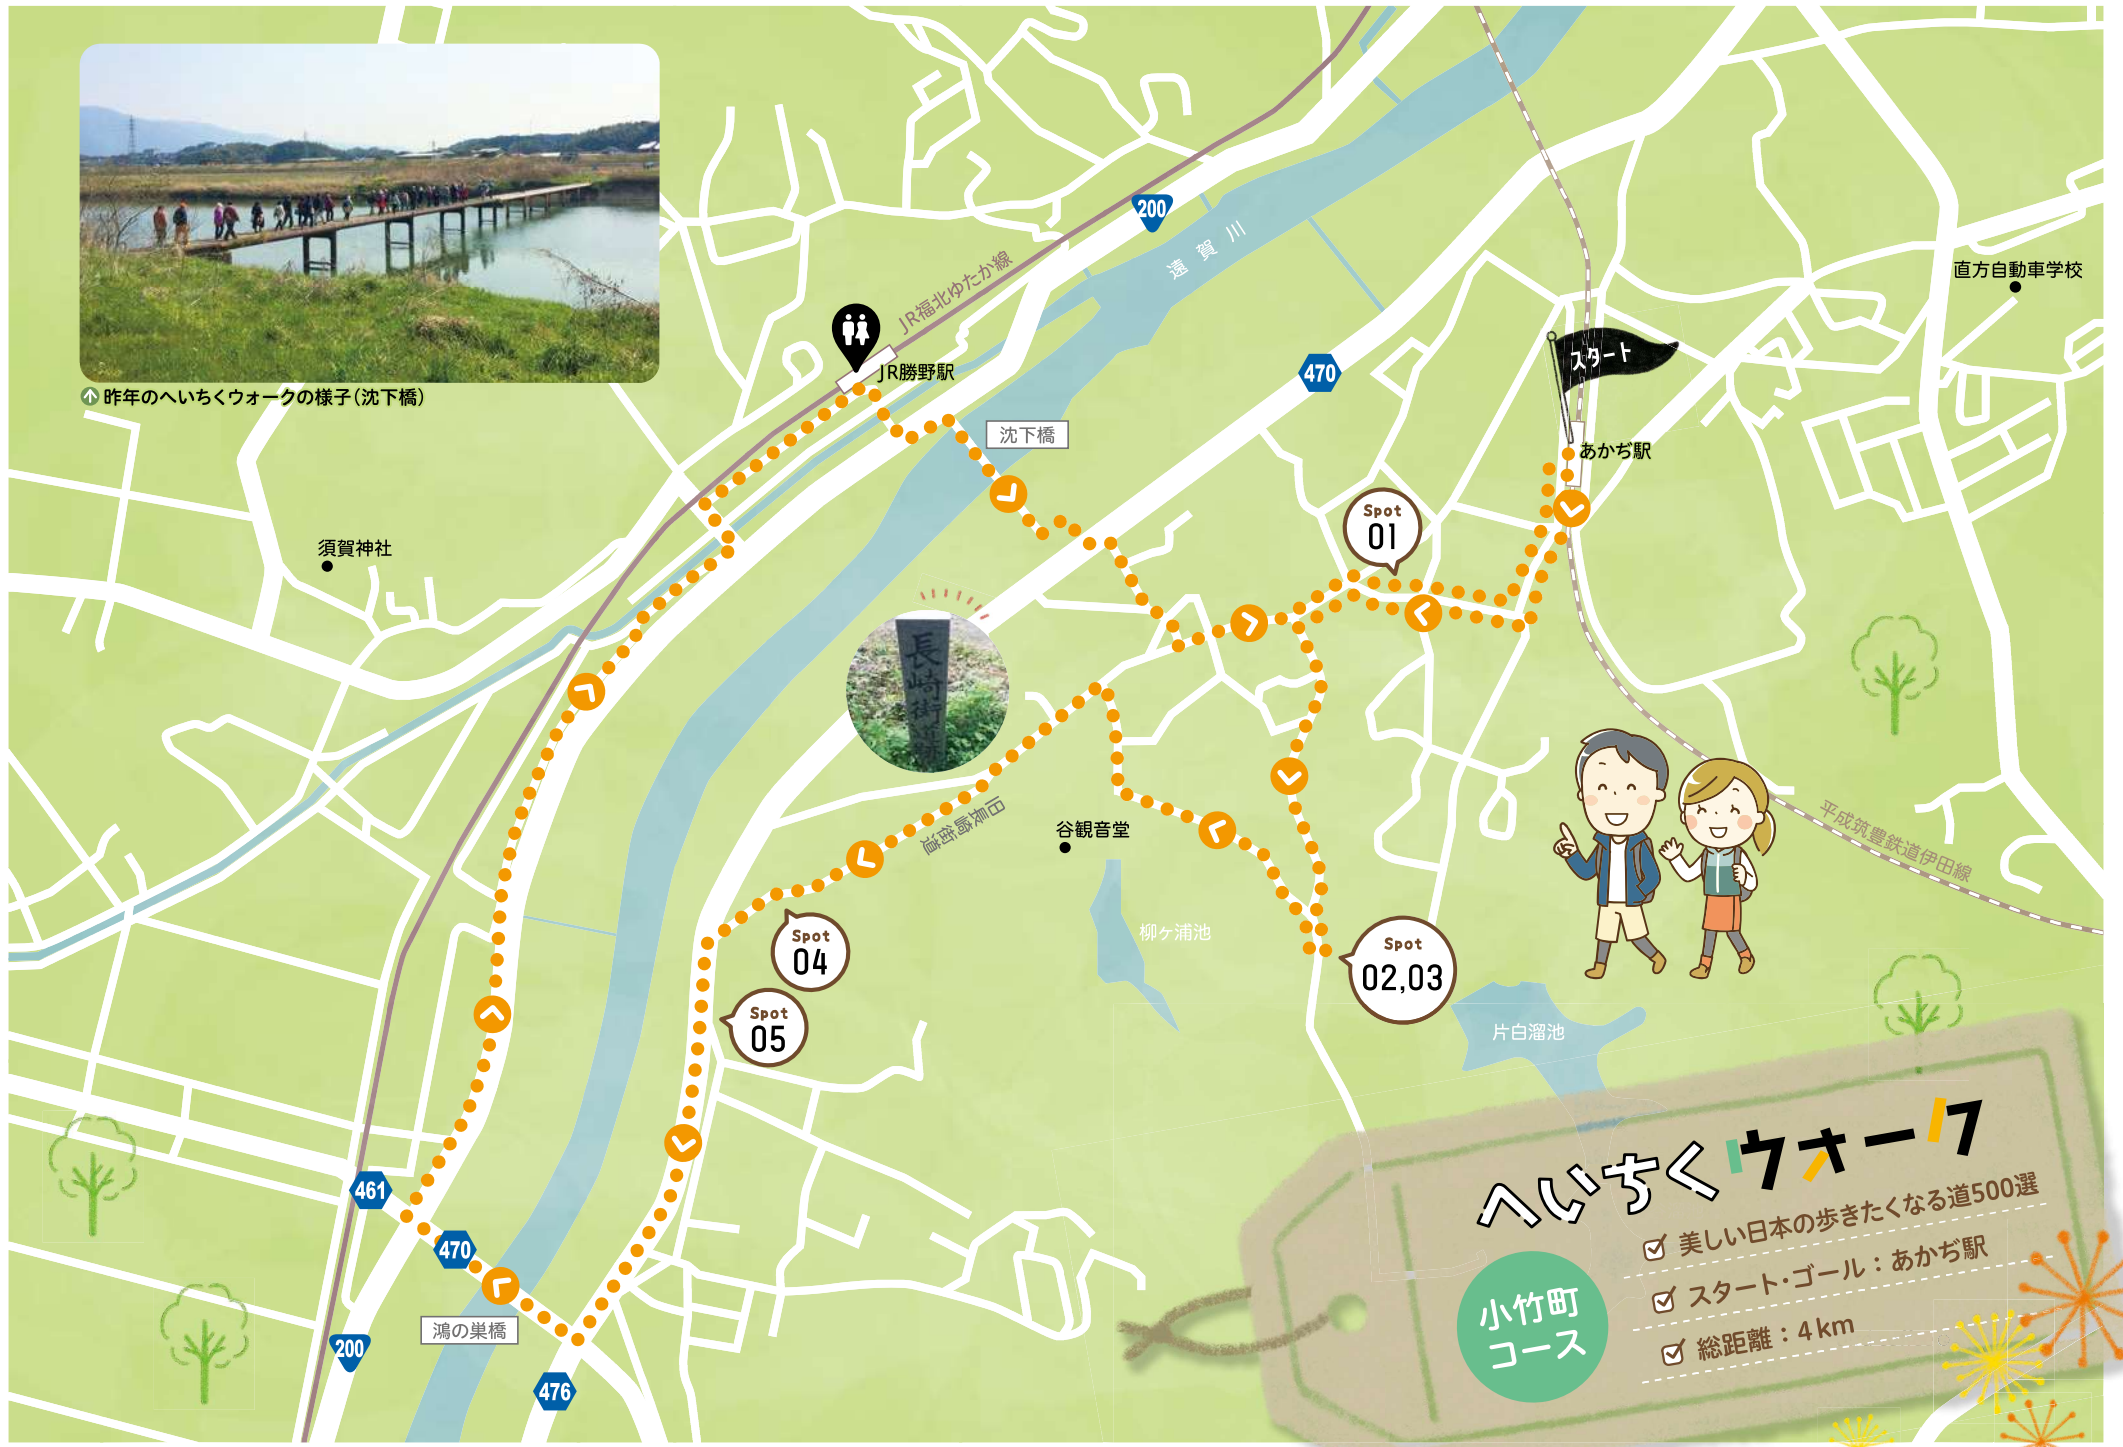 昨年のへいちくウォークの様子(沈下橋)
200
遠賀川
JR福北ゆたか線
直方自動車学校
スタート
JR勝野駅
470
沈下橋
あかぢ駅
Spot
01
須賀神社
長崎街道跡
旧長崎街道
谷観音堂
平成筑豊鉄道伊田線
柳ヶ浦池
Spot
04
Spot
02,03
Spot
05
片白溜池
461
470
鴻の巣橋
200
476
へいちくウォーク
小竹町
コース
美しい日本の歩きたくなる道500選
スタート・ゴール：あかぢ駅
総距離：4km